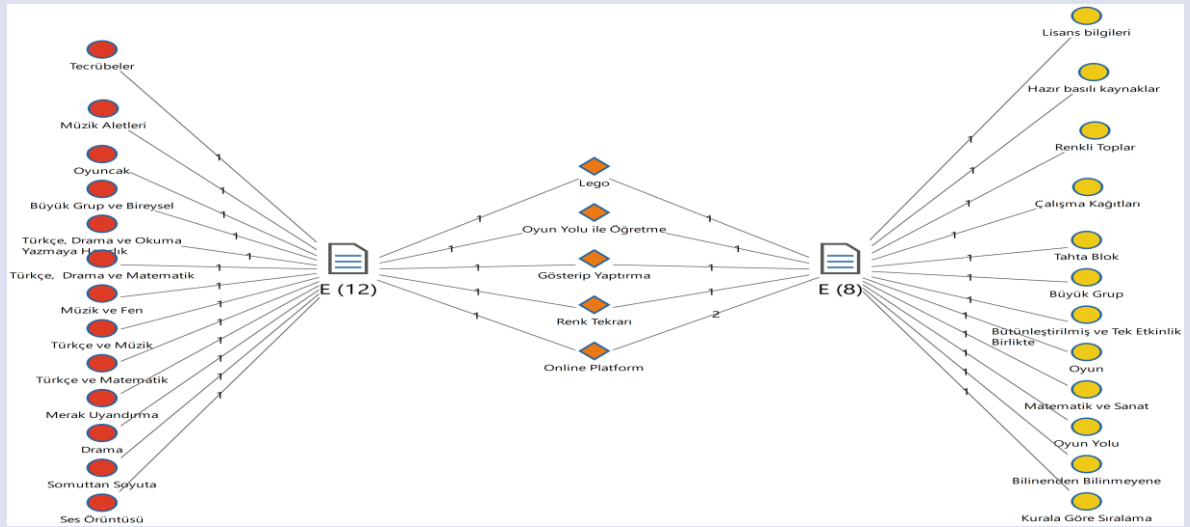 Tecrübeler
Müzik Aletleri
Oyuncak
Büyük Grup ve Bireysel
Türkçe, Drama ve Okuma
Yazmaya Hazırlık
Türkçe, Drama ve Matematik
Müzik ve Fen
Türkçe ve Müzik
Türkçe ve Matematik
Merak Uyandırma
Drama
Somuttan Soyuta
Ses Örüntüsü
1
1
1
1
1
1
1
1
1
1
1
1
1
E (12)
1
1
1
1
1
Lego
Oyun Yolu ile Öğretme
Gösterip Yaptırma
Renk Tekrarı
Online Platform
1
1
1
1
2
E (8)
1
1
1
1
1
1
1
1
1
1
1
1
Lisans bilgileri
Hazır basılı kaynaklar
Renkli Toplar
Çalışma Kağıtları
Tahta Blok
Büyük Grup
Bütünleştirilmiş ve Tek Etkinlik
Birlikte
Oyun
Matematik ve Sanat
Oyun Yolu
Bilinenden Bilinmeyene
Kurala Göre Sıralama